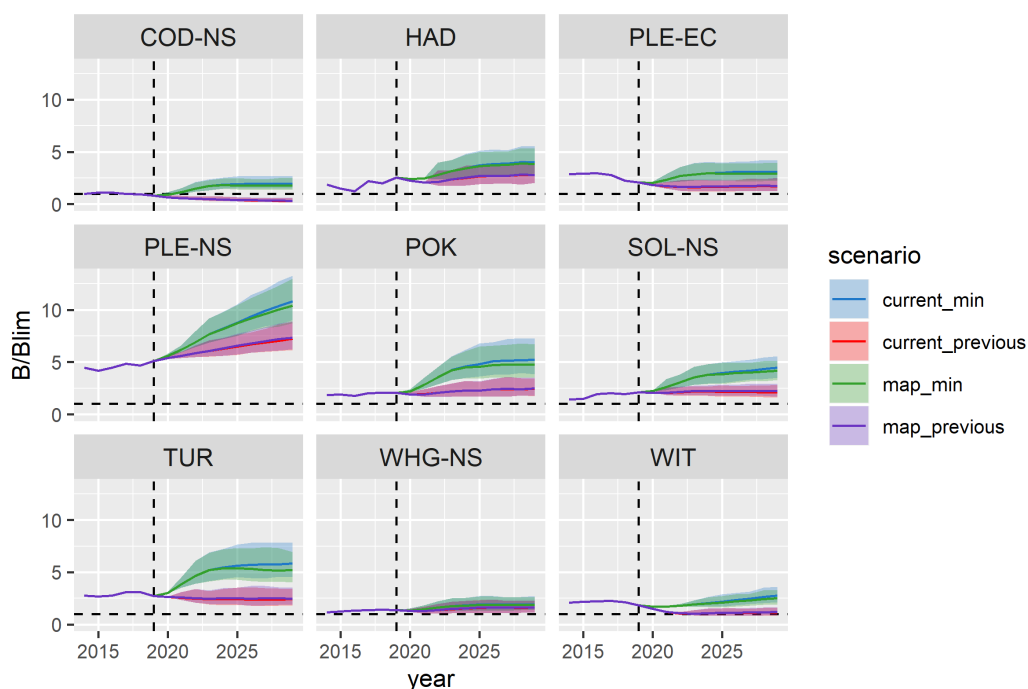 COD-NS HAD PLE-EC
10
5
0
PLE-NS POK SOL-NS
10
5
0
TUR WHG-NS WIT
10
5
0
2015 2020 2025 2015 2020 2025 2015 2020 2025
year
B/Blim
scenario
current_min
current_previous
map_min
map_previous